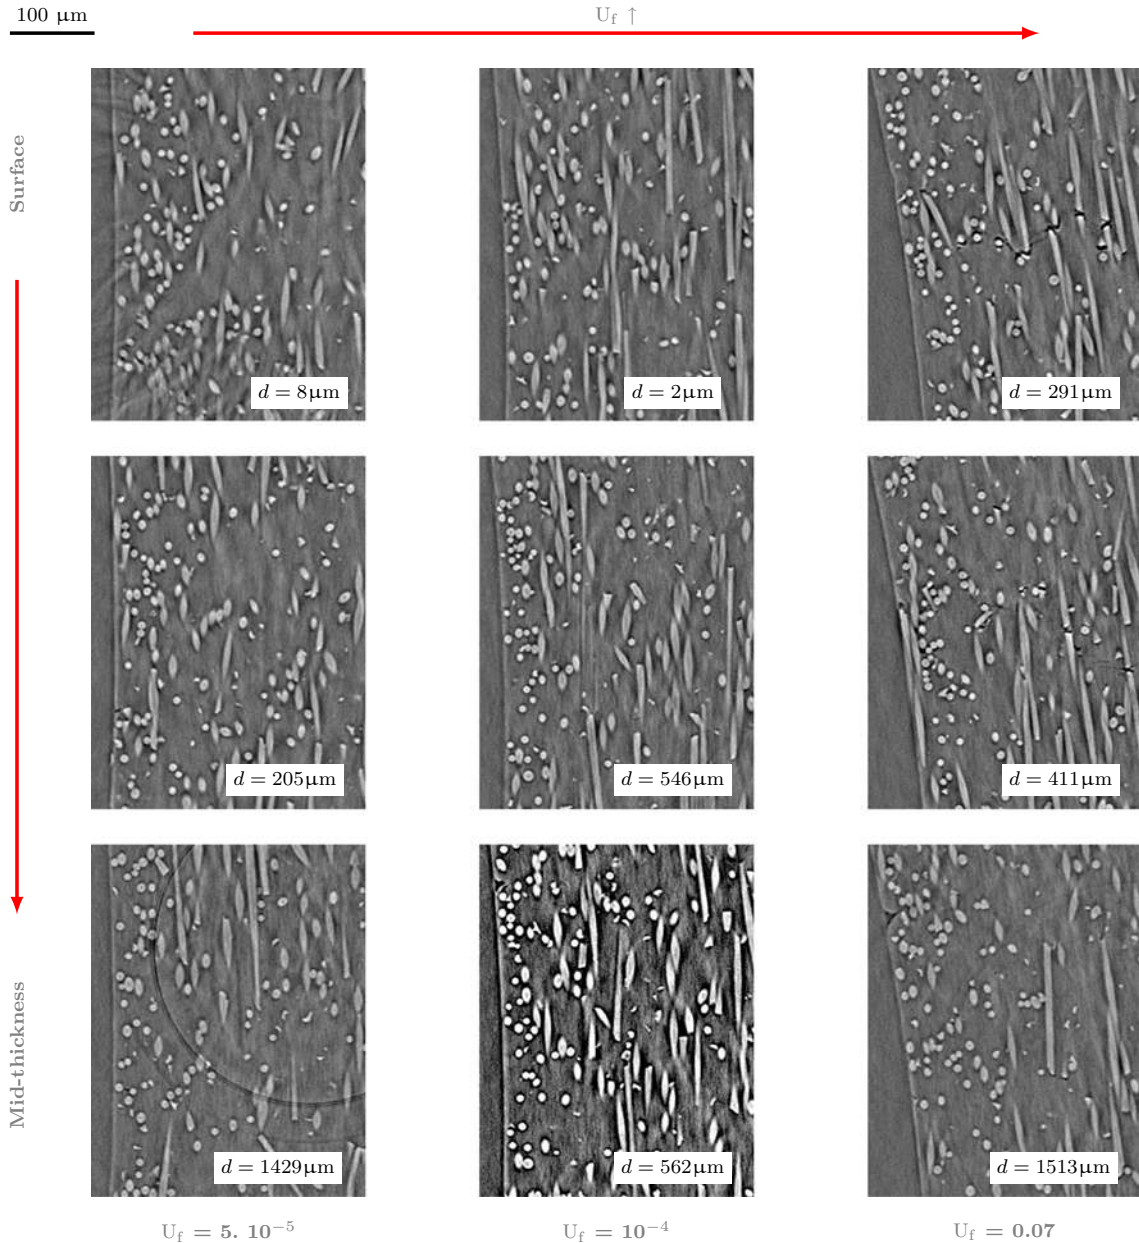 100 μm
U_f ↑
Surface
d = 8μm
d = 2μm
d = 291μm
d = 205μm
d = 546μm
d = 411μm
Mid-thickness
d = 1429μm
d = 562μm
d = 1513μm
U_f = 5. 10⁻⁵
U_f = 10⁻⁴
U_f = 0.07